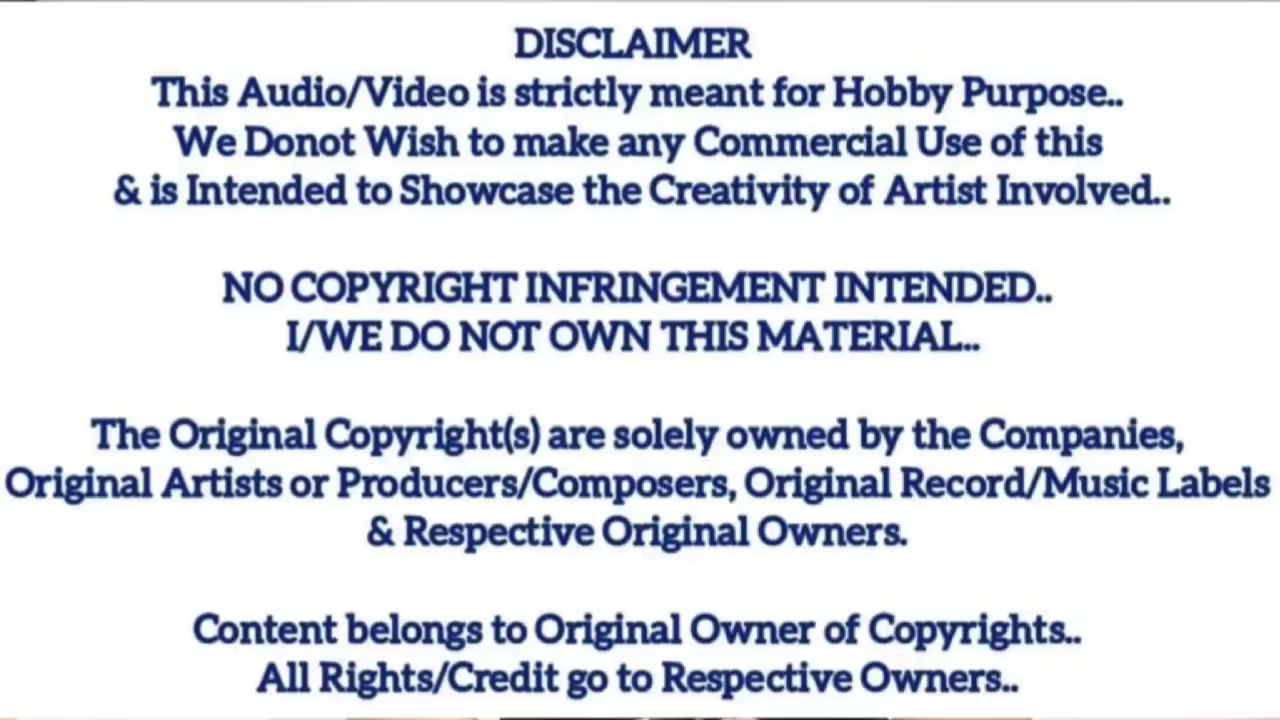 DISCLAIMER
This Audio/Video is strictly meant for Hobby Purpose..
We Donot Wish to make any Commercial Use of this
& is Intended to Showcase the Creativity of Artist Involved..
NO COPYRIGHT INFRINGEMENT INTENDED..
I/WE DO NOT OWN THIS MATERIAL..
The Original Copyright(s) are solely owned by the Companies,
Original Artists or Producers/Composers, Original Record/Music Labels
& Respective Original Owners.
Content belongs to Original Owner of Copyrights..
All Rights/Credit go to Respective Owners..